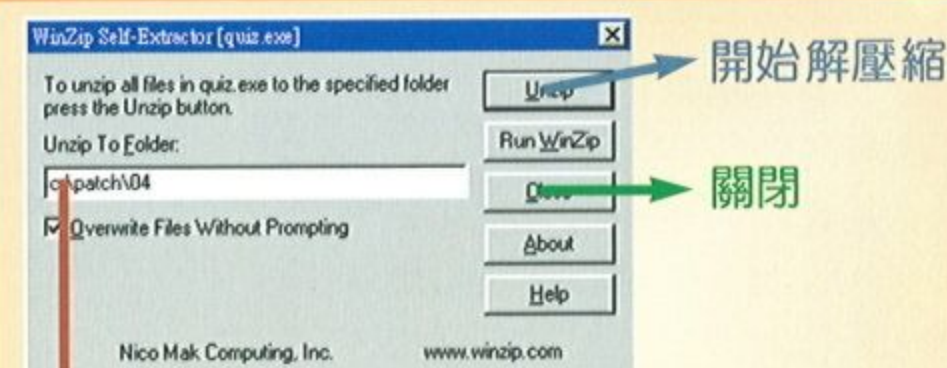 WinZip Self-Extractor [quiz.exe]
To unzip all files in quiz.exe to the specified folder
press the Unzip button.
Unzip To Folder:
c:\patch\04
Overwrite Files Without Prompting
Unzip
Run WinZip
Close
About
Help
Nico Mak Computing, Inc.
www.winzip.com
開始解壓縮
關閉